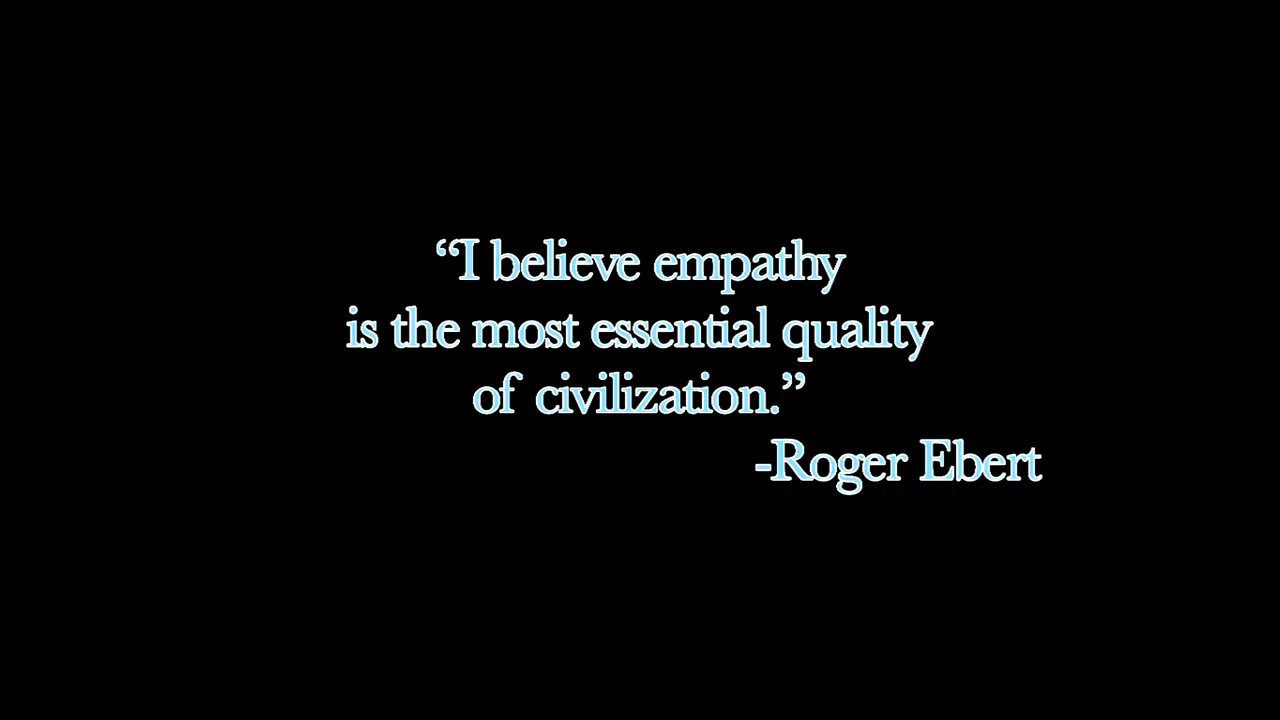 “I believe empathy
is the most essential quality
of civilization.”
-Roger Ebert